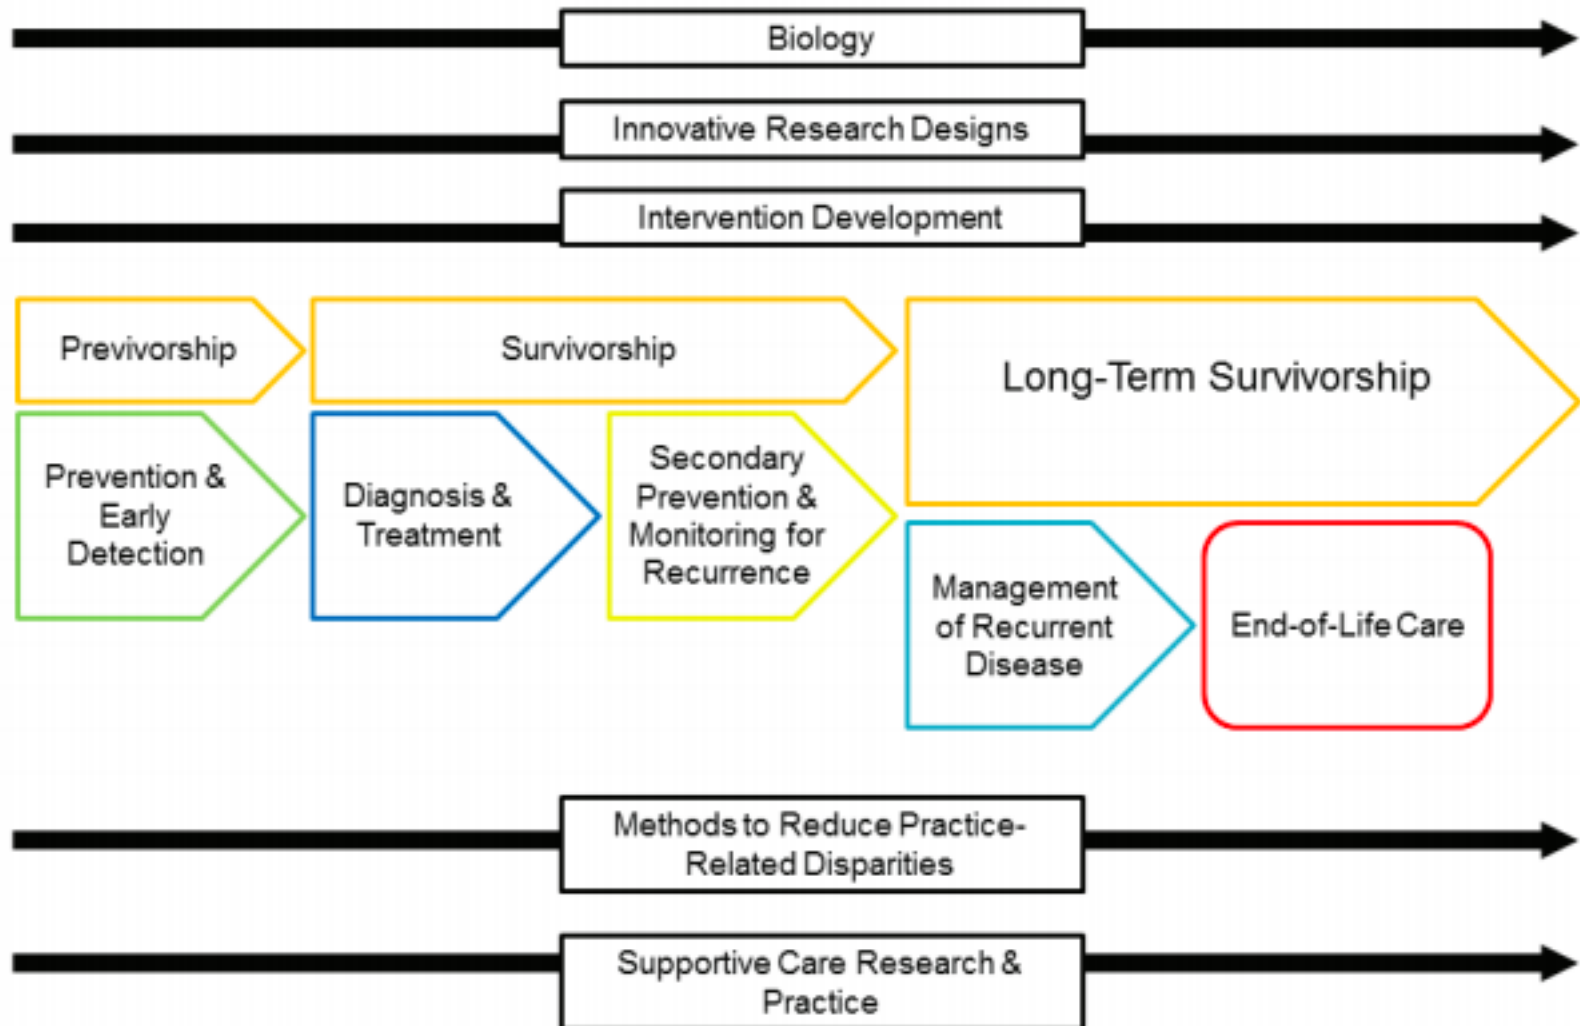 Biology
Innovative Research Designs
Intervention Development
Previvorship
Survivorship
Long-Term Survivorship
Prevention &
Early
Detection
Diagnosis &
Treatment
Secondary
Prevention &
Monitoring for
Recurrence
Management
of Recurrent
Disease
End-of-Life Care
Methods to Reduce Practice-
Related Disparities
Supportive Care Research &
Practice